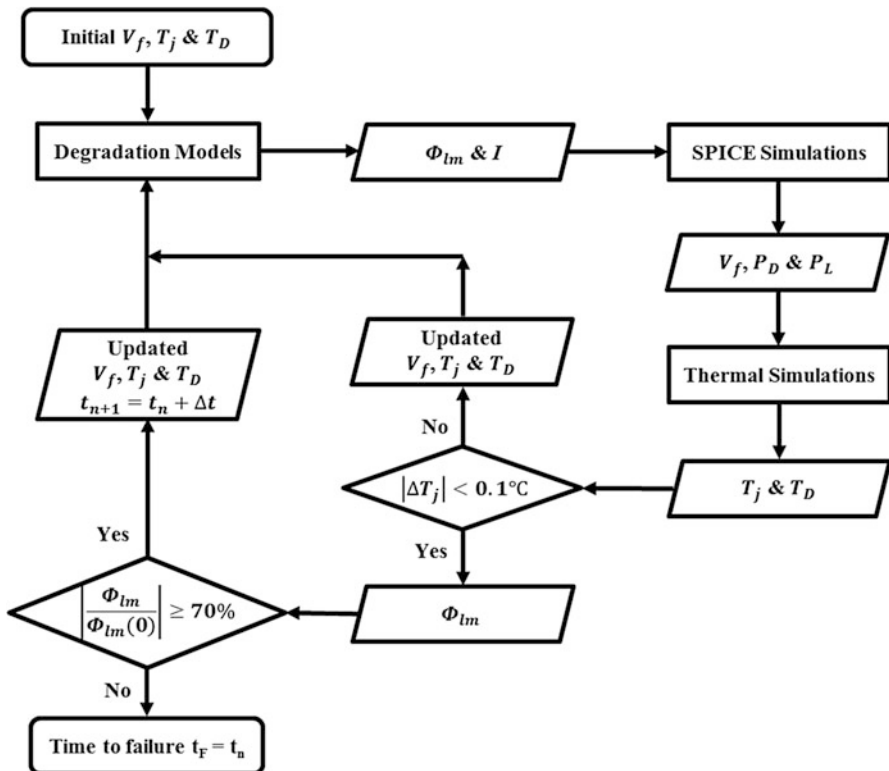 Initial V_f, T_j & T_D
Degradation Models
Φ_lm & I
SPICE Simulations
V_f, P_D & P_L
Updated
V_f, T_j & T_D
t_{n+1} = t_n + Δt
Updated
V_f, T_j & T_D
Thermal Simulations
No
|ΔT_j| < 0.1°C
T_j & T_D
Yes
Yes
|Φ_lm / Φ_lm(0)| ≥ 70%
Φ_lm
No
Time to failure t_F = t_n